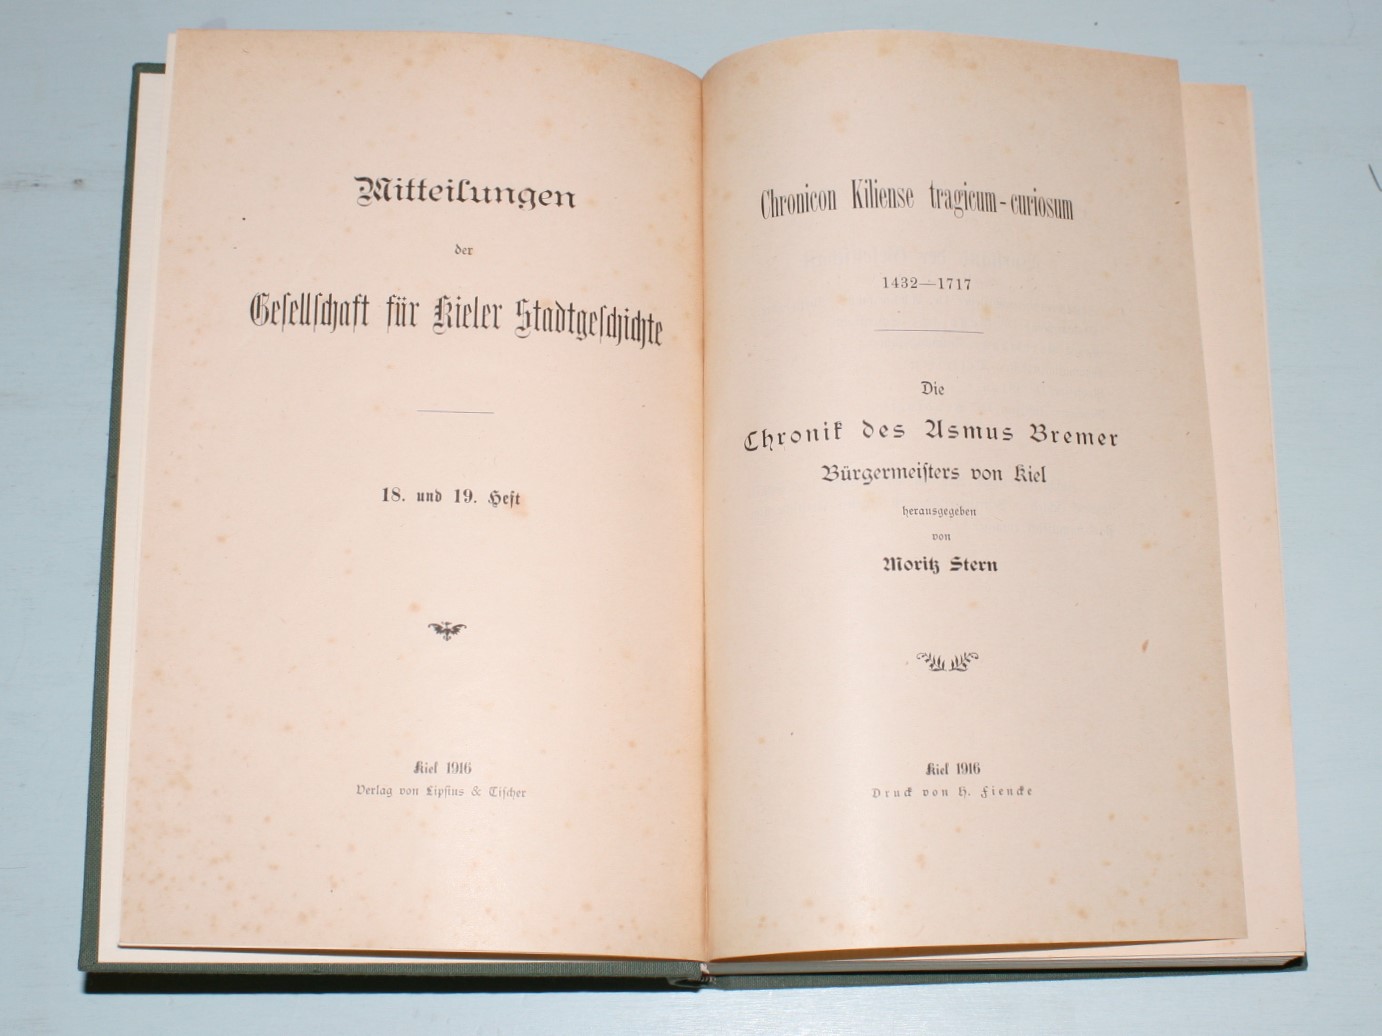 Mitteilungen
der
Gesellschaft für Kieler Stadtgeschichte
18. und 19. Heft
Kiel 1916
Verlag von Lipsius & Tischer
Chronicon Kiliense tragicum-curiosum
1432—1717
Die
Chronik des Asmus Bremer
Bürgermeisters von Kiel
herausgegeben
von
Moritz Stern
Kiel 1916
Druck von H. Fiencke